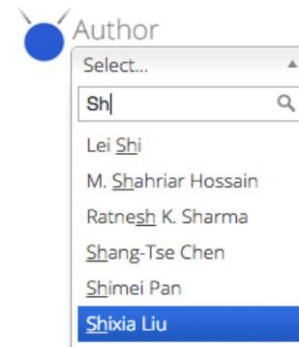 Author
Select...
Sh
Lei Shi
M. Shahriar Hossain
Ratnesh K. Sharma
Shang-Tse Chen
Shimei Pan
Shixia Liu